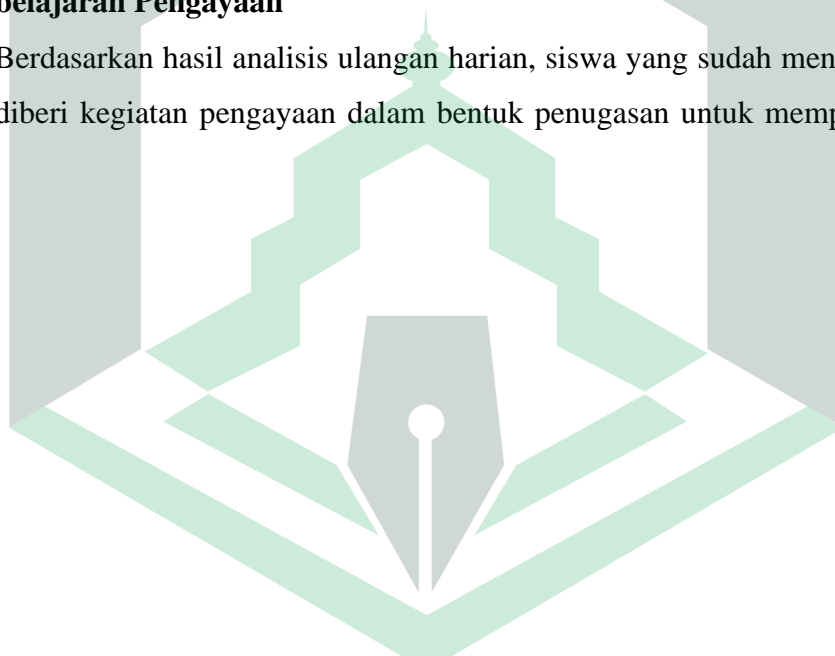 belajaran Pengayaan
Berdasarkan hasil analisis ulangan harian, siswa yang sudah men
diberi kegiatan pengayaan dalam bentuk penugasan untuk memp